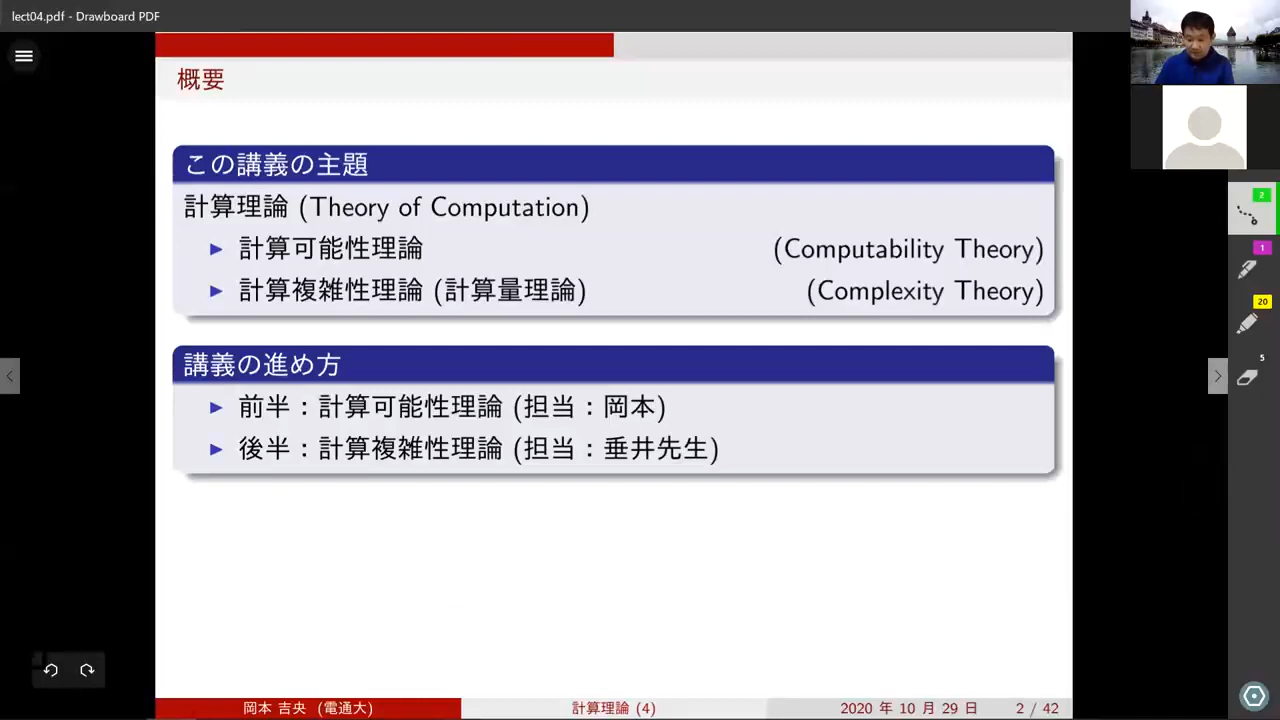 lect04.pdf - Drawboard PDF
概要
この講義の主題
計算理論 (Theory of Computation)
▶ 計算可能性理論 (Computability Theory)
▶ 計算複雑性理論 (計算量理論) (Complexity Theory)
講義の進め方
▶ 前半：計算可能性理論 (担当：岡本)
▶ 後半：計算複雑性理論 (担当：垂井先生)
2
1
20
5
岡本 吉央 (電通大) 計算理論 (4) 2020 年 10 月 29 日 2 / 42